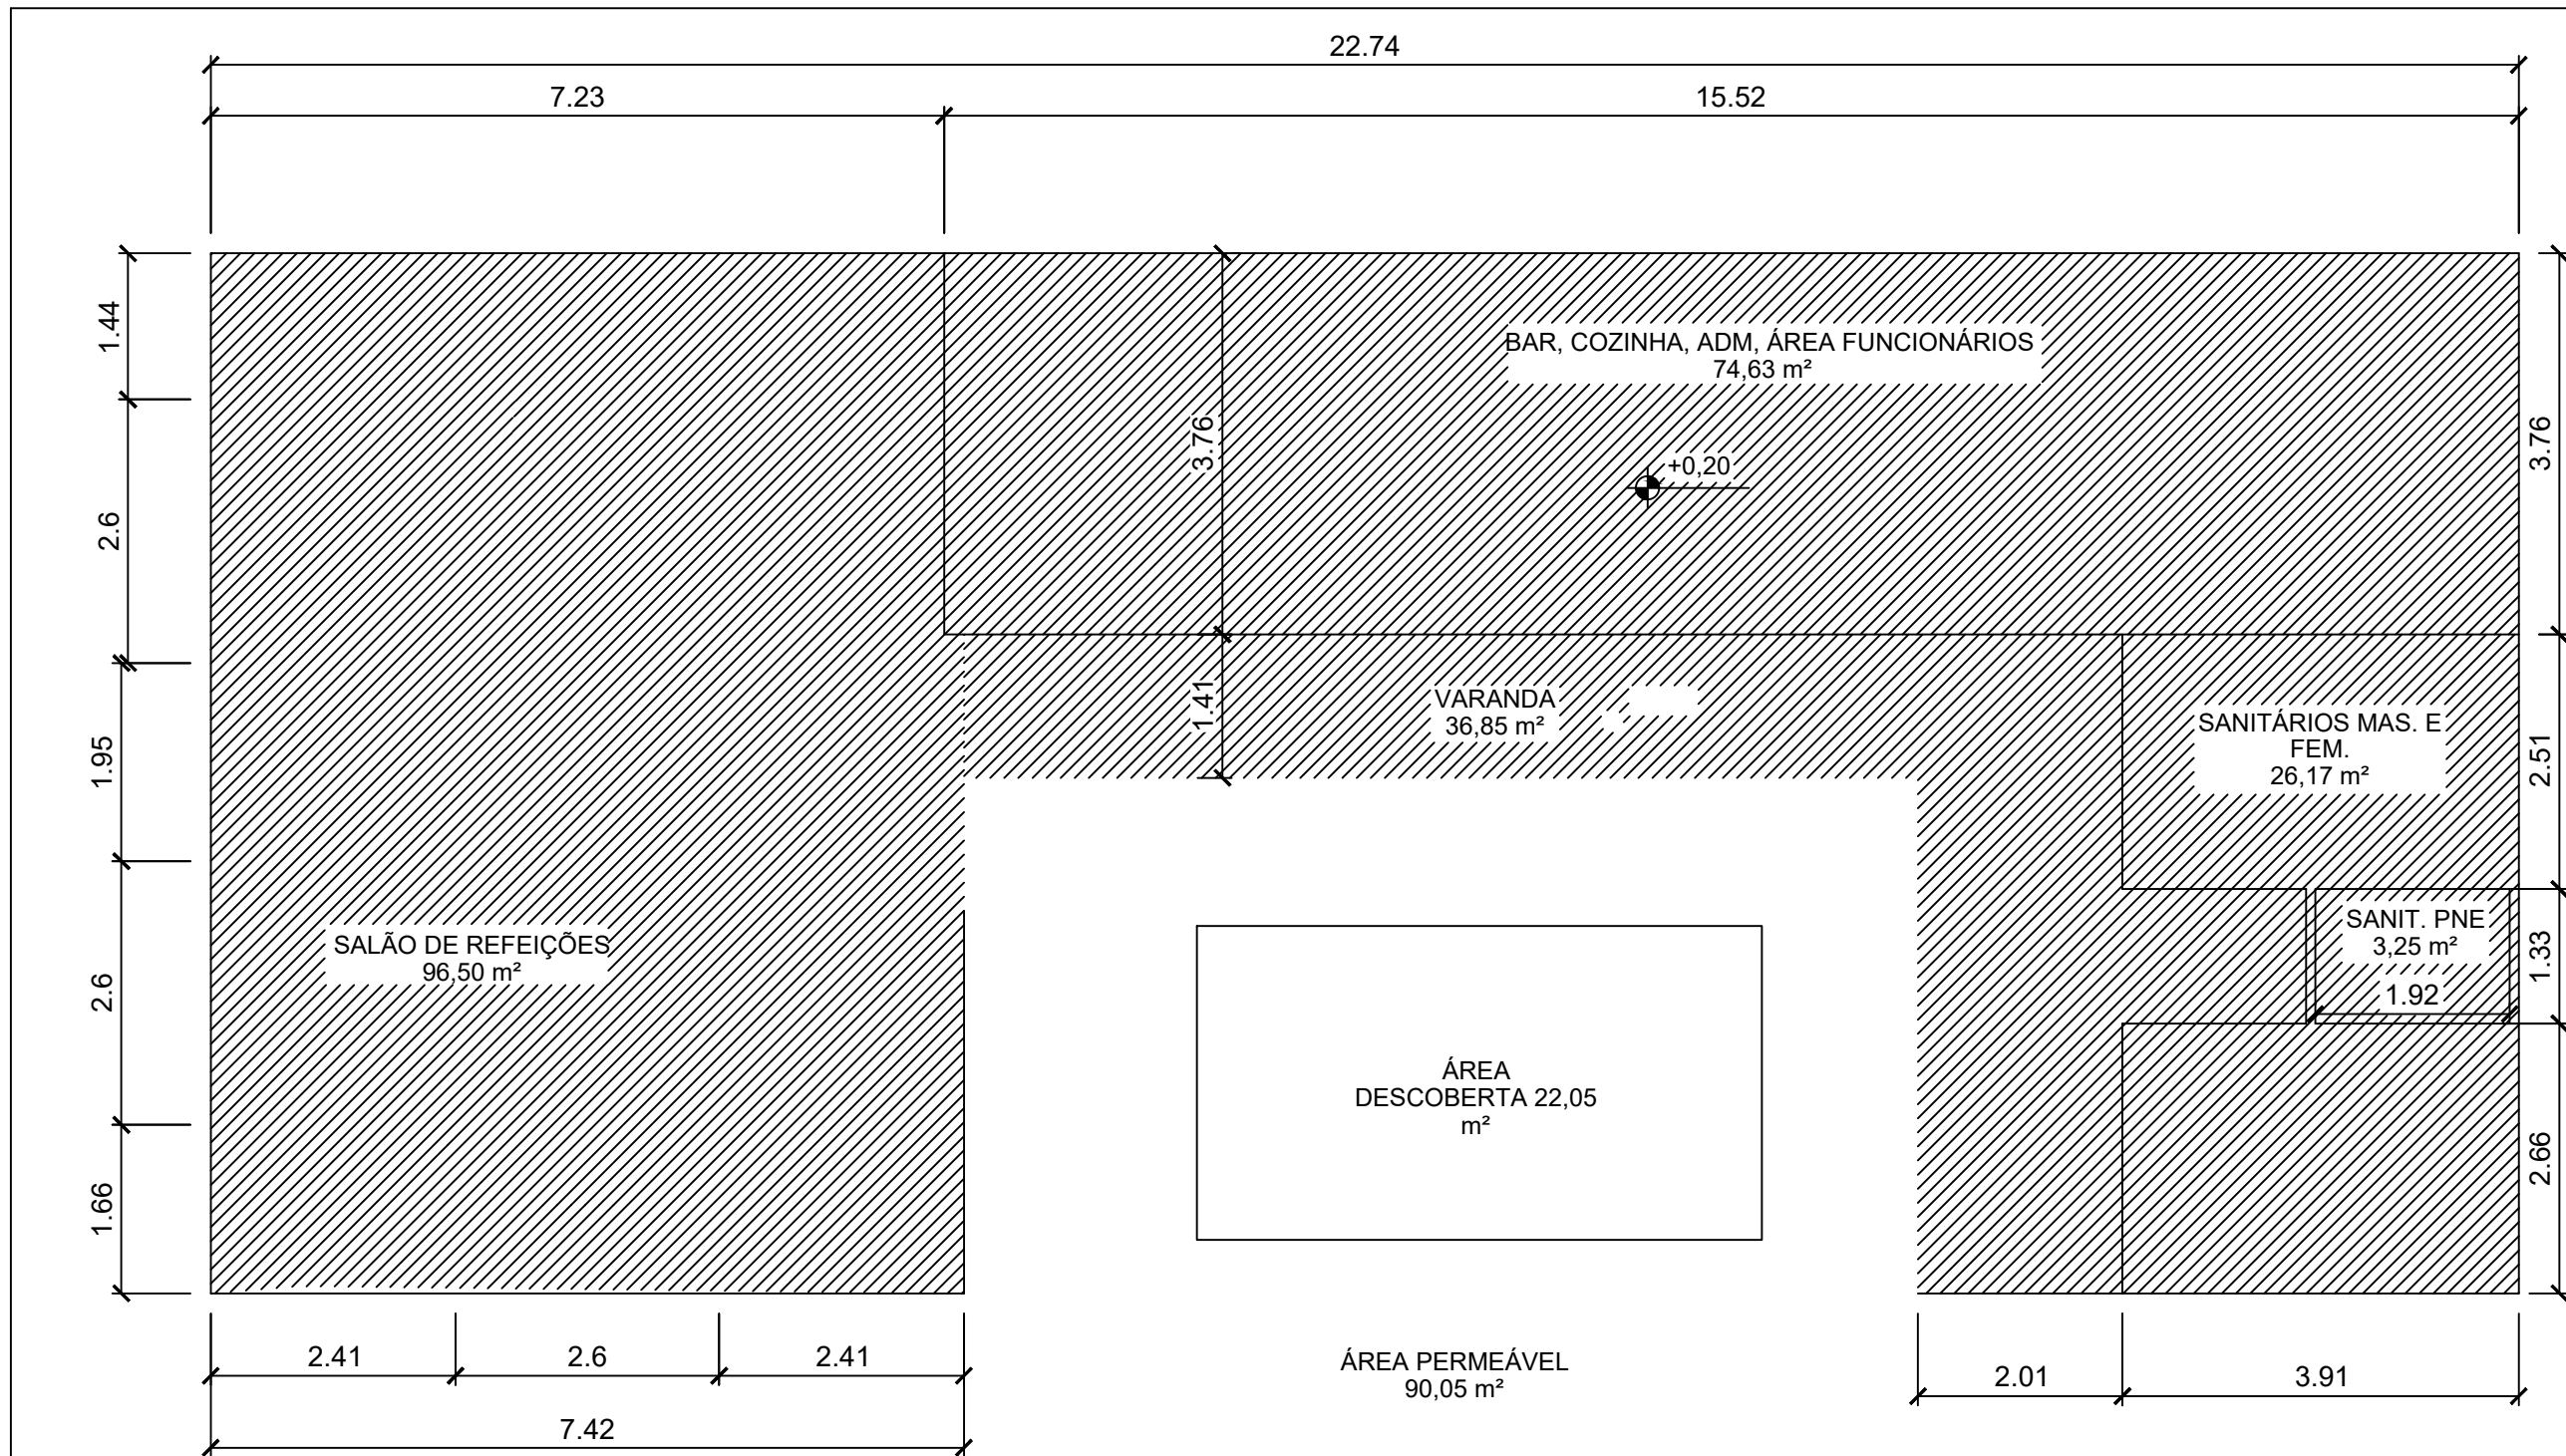 22.74
7.23
15.52
1.44
2.6
1.95
2.6
1.66
BAR, COZINHA, ADM, ÁREA FUNCIONÁRIOS
74,63 m²
3.76
+0,20
3.76
1.41
VARANDA
36,85 m²
SANITÁRIOS MAS. E
FEM.
26,17 m²
2.51
SALÃO DE REFEIÇÕES
96,50 m²
SANIT. PNE
3,25 m²
1.92
1.33
ÁREA
DESCOBERTA 22,05
m²
2.66
2.41
2.6
2.41
7.42
ÁREA PERMEÁVEL
90,05 m²
2.01
3.91